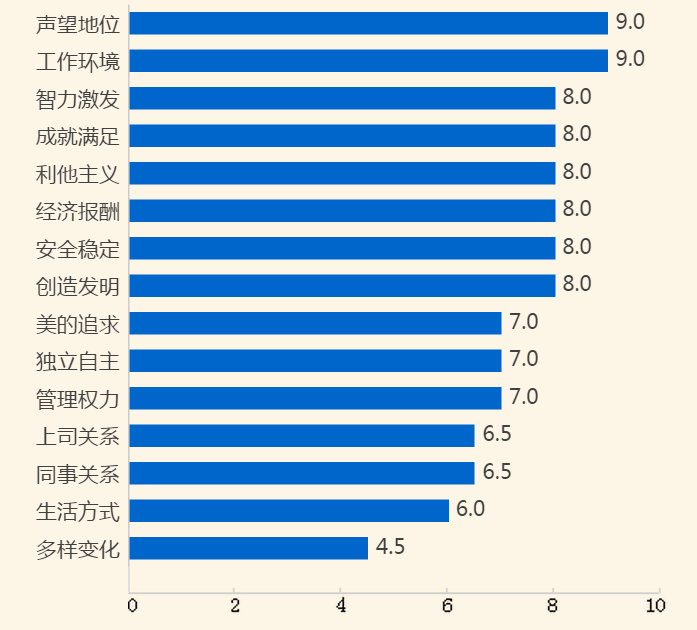 声望地位 9.0
工作环境 9.0
智力激发 8.0
成就满足 8.0
利他主义 8.0
经济报酬 8.0
安全稳定 8.0
创造发明 8.0
美的追求 7.0
独立自主 7.0
管理权力 7.0
上司关系 6.5
同事关系 6.5
生活方式 6.0
多样变化 4.5
0 2 4 6 8 10